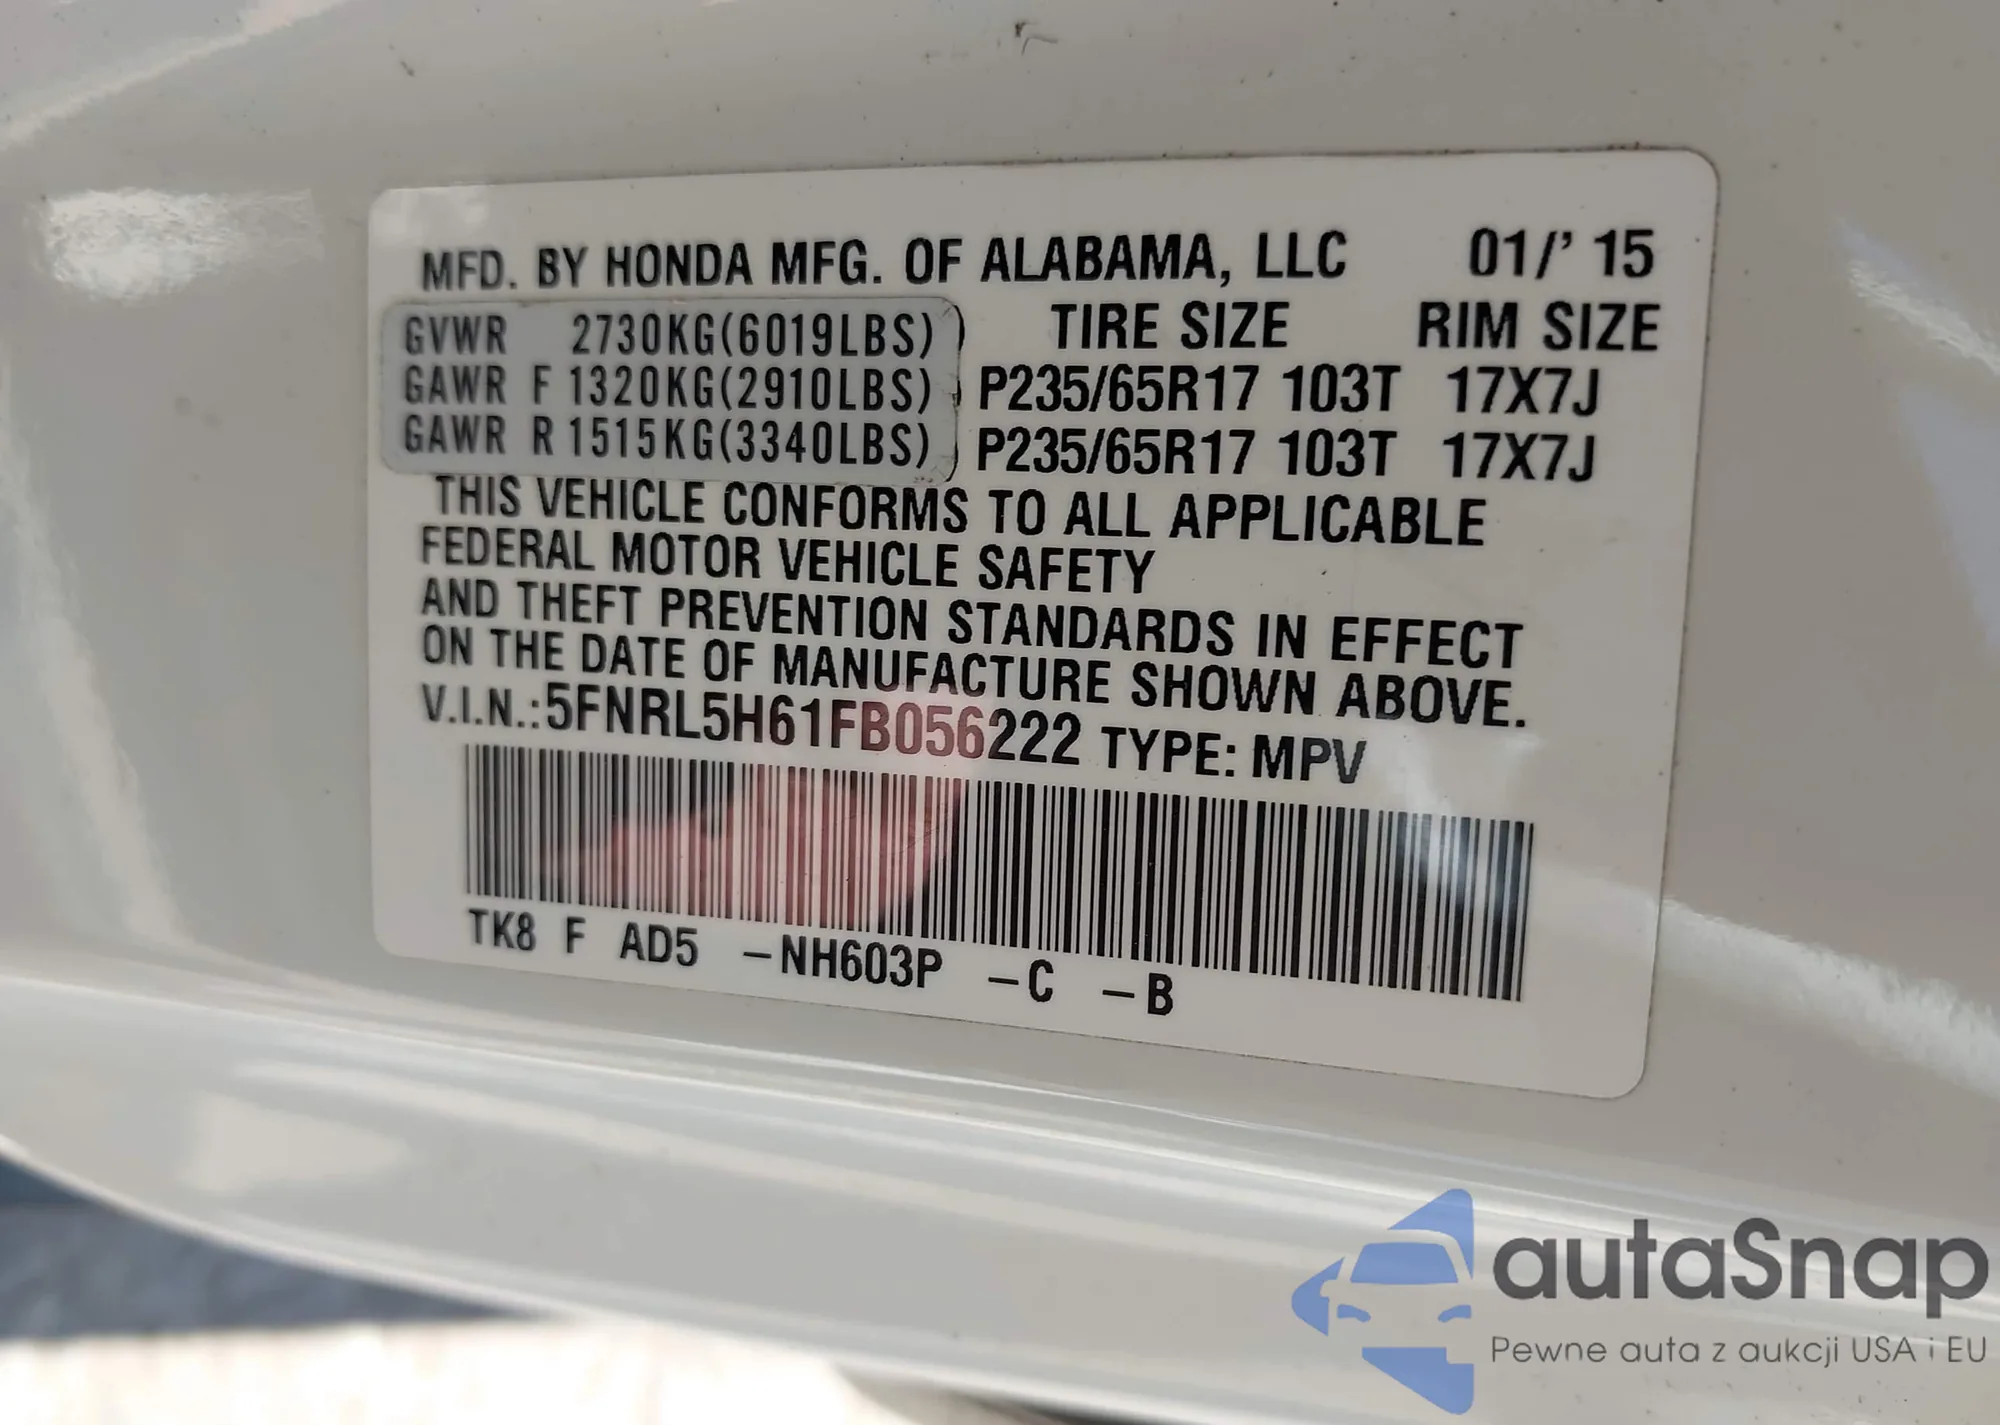 MFD. BY HONDA MFG. OF ALABAMA, LLC 01/' 15
GVWR 2730KG(6019LBS) TIRE SIZE RIM SIZE
GAWR F 1320KG(2910LBS) P235/65R17 103T 17X7J
GAWR R 1515KG(3340LBS) P235/65R17 103T 17X7J
THIS VEHICLE CONFORMS TO ALL APPLICABLE
FEDERAL MOTOR VEHICLE SAFETY
AND THEFT PREVENTION STANDARDS IN EFFECT
ON THE DATE OF MANUFACTURE SHOWN ABOVE.
V.I.N.:5FNRL5H61FB056222 TYPE: MPV
TK8 F AD5 –NH603P –C –B
autaSnap
Pewne auta z aukcji USA i EU